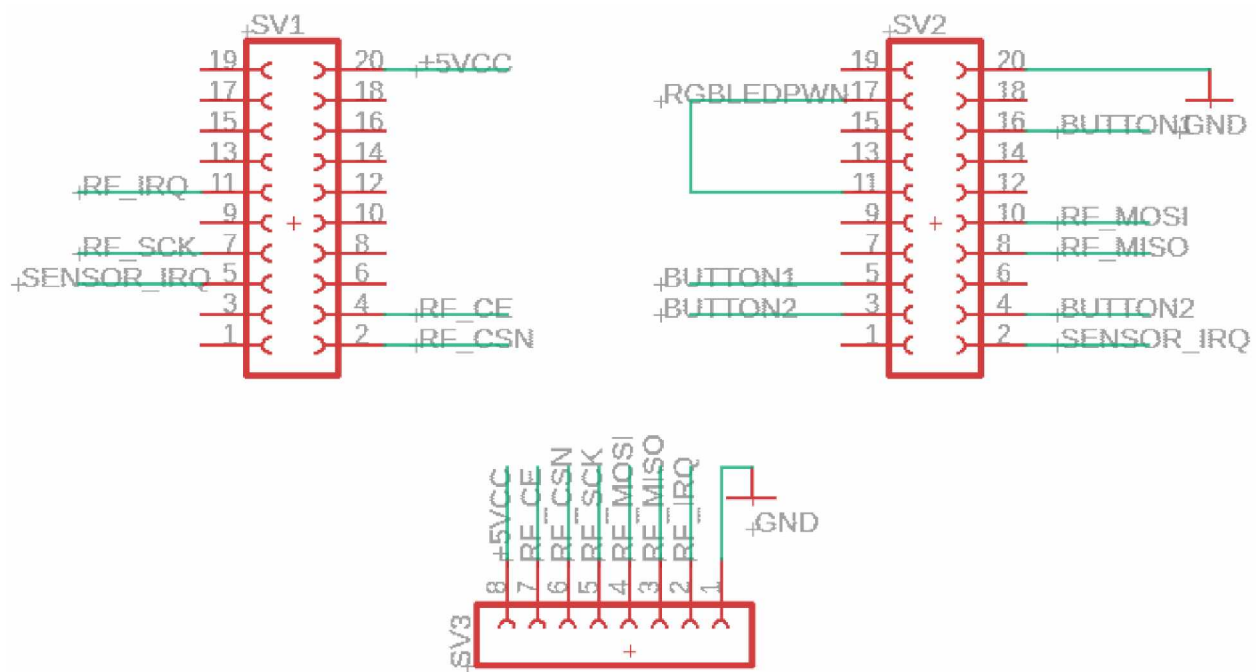 SV1
19 20 +5VCC
17 18
15 16
13 14
RF_IRQ 11 12
9 10
RF_SCK 7 8
SENSOR_IRQ 5 6
3 4 RF_CE
1 2 RF_CSN
SV2
19 20
RGBLEDPWN 17 18
15 16 BUTTON1 GND
13 14
11 12
9 10 RF_MOSI
7 8 RF_MISO
BUTTON1 5 6
BUTTON2 3 4 BUTTON2
1 2 SENSOR_IRQ
+5VCC
RF_CE
RF_CSN
RF_SCK
RF_MOSI
RF_MISO
RF_IRQ
GND
8 7 6 5 4 3 2 1
SV3